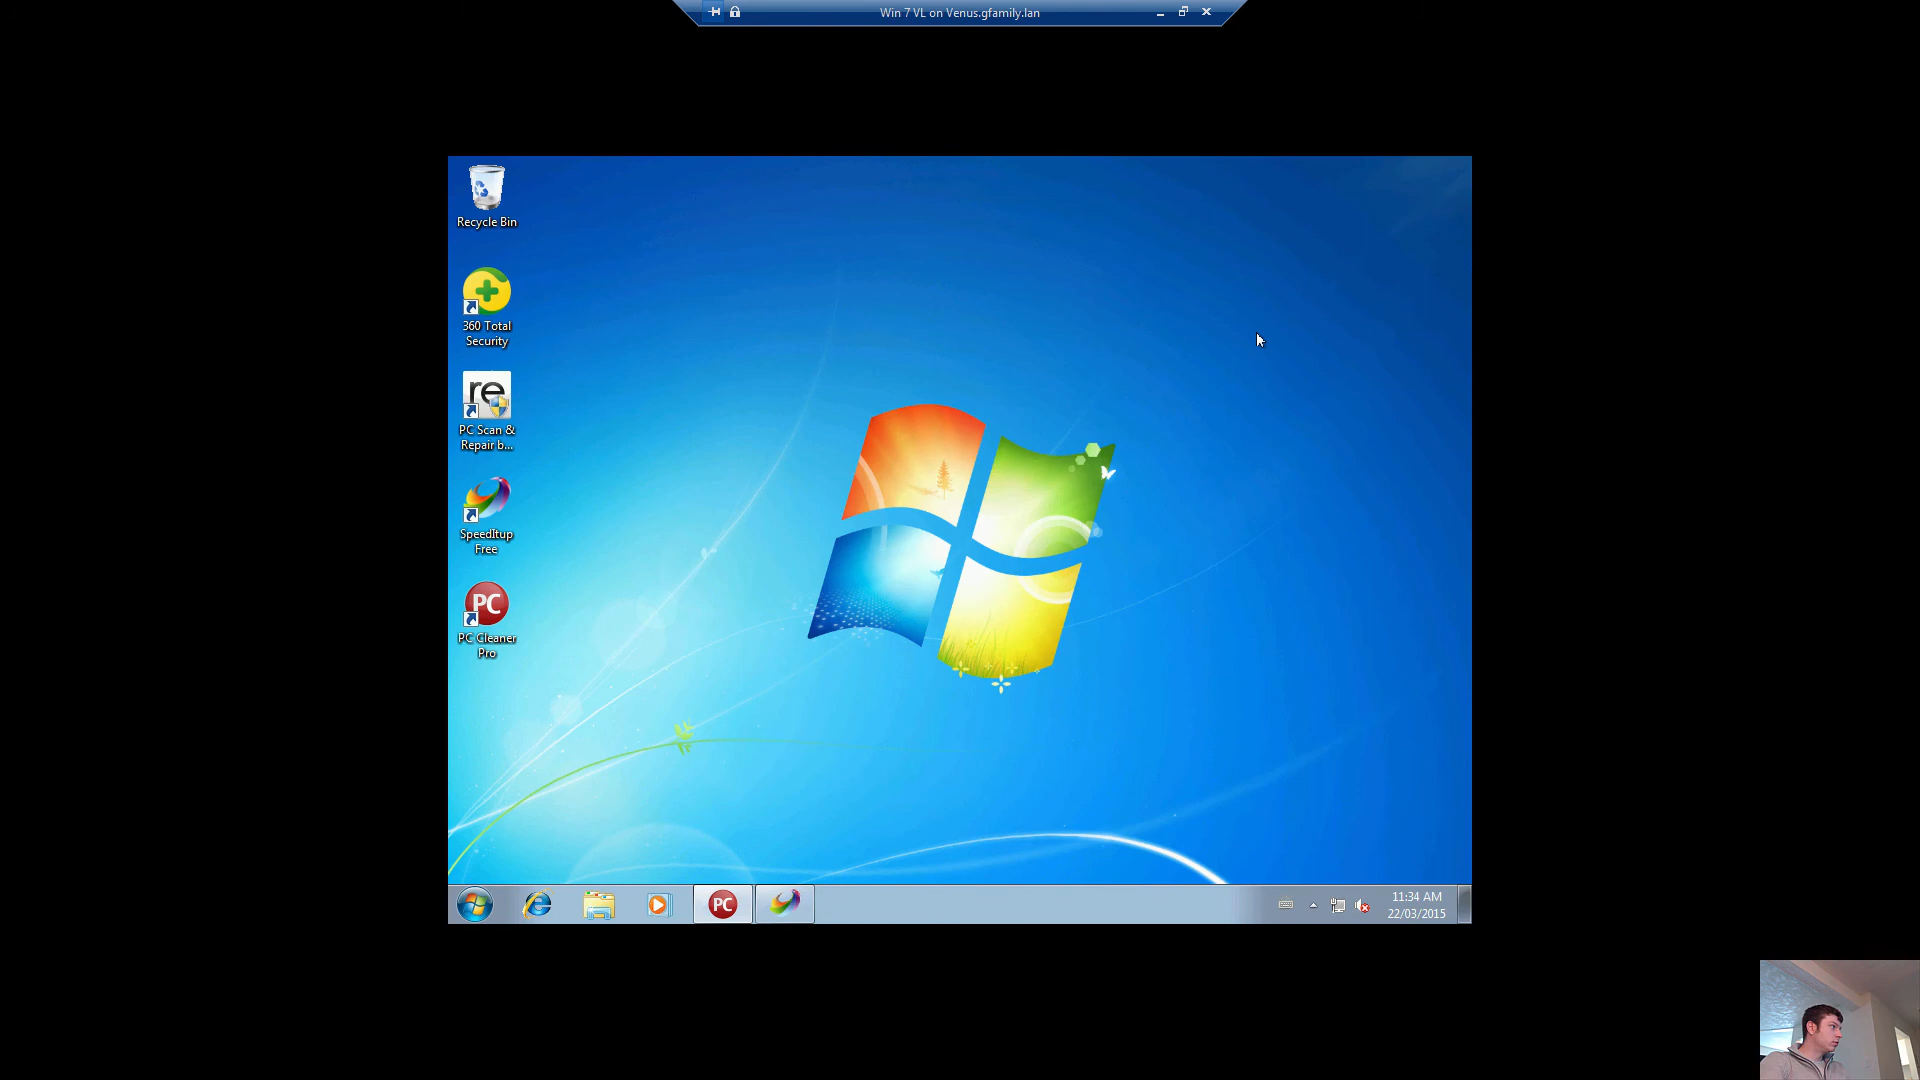 Win 7 VL on Venus.gfamily.lan
Recycle Bin
360 Total
Security
re
PC Scan &
Repair b...
SpeedItup
Free
PC
PC Cleaner
Pro
PC
11:34 AM
22/03/2015